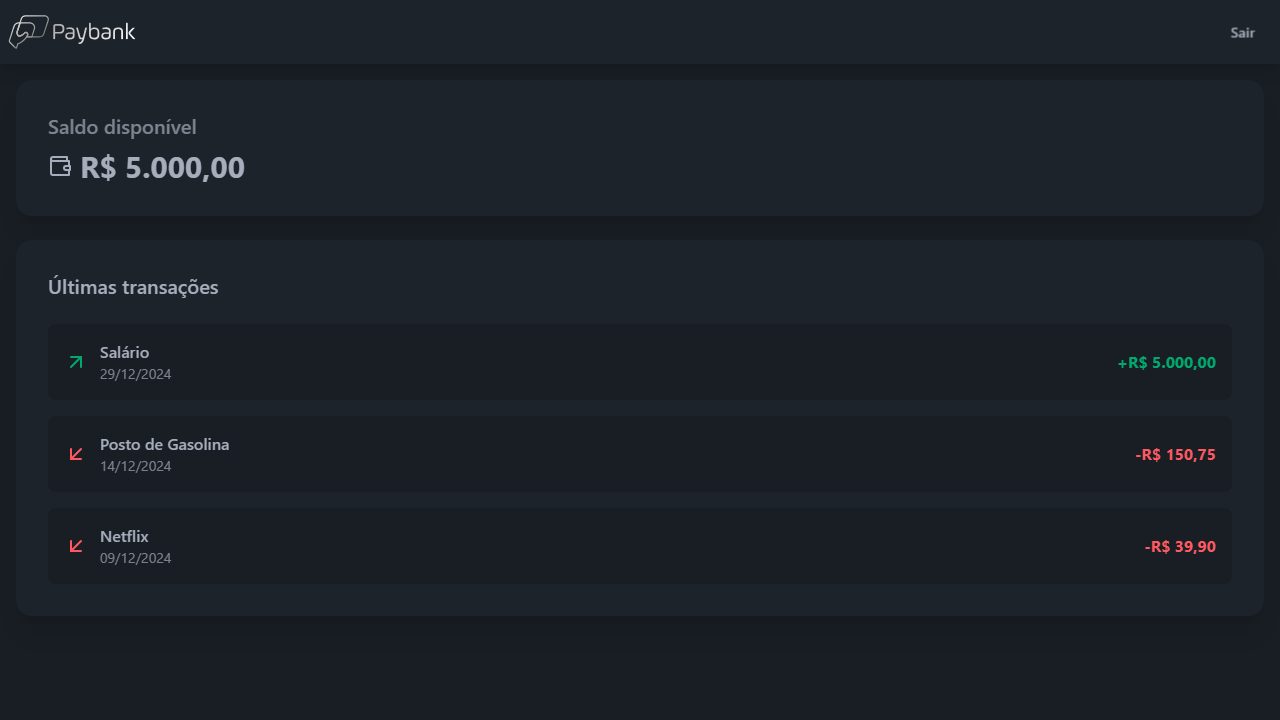 Paybank
Sair
Saldo disponível
R$ 5.000,00
Últimas transações
Salário
29/12/2024
+R$ 5.000,00
Posto de Gasolina
14/12/2024
-R$ 150,75
Netflix
09/12/2024
-R$ 39,90